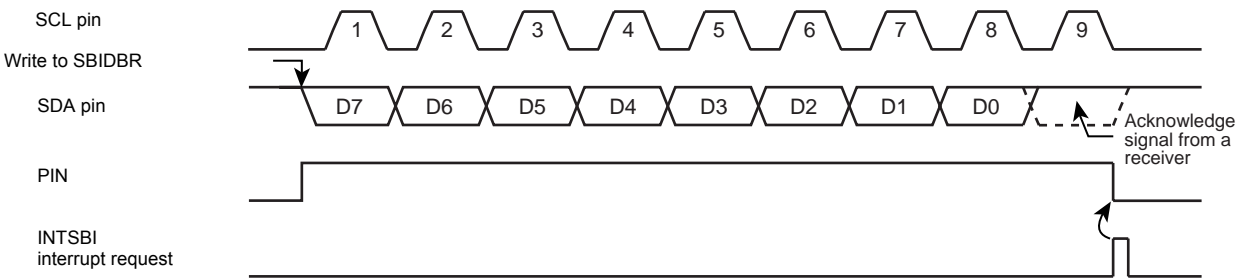 SCL pin
1 2 3 4 5 6 7 8 9
Write to SBIDBR
SDA pin
D7 D6 D5 D4 D3 D2 D1 D0
Acknowledge
signal from a
receiver
PIN
INTSBI
interrupt request